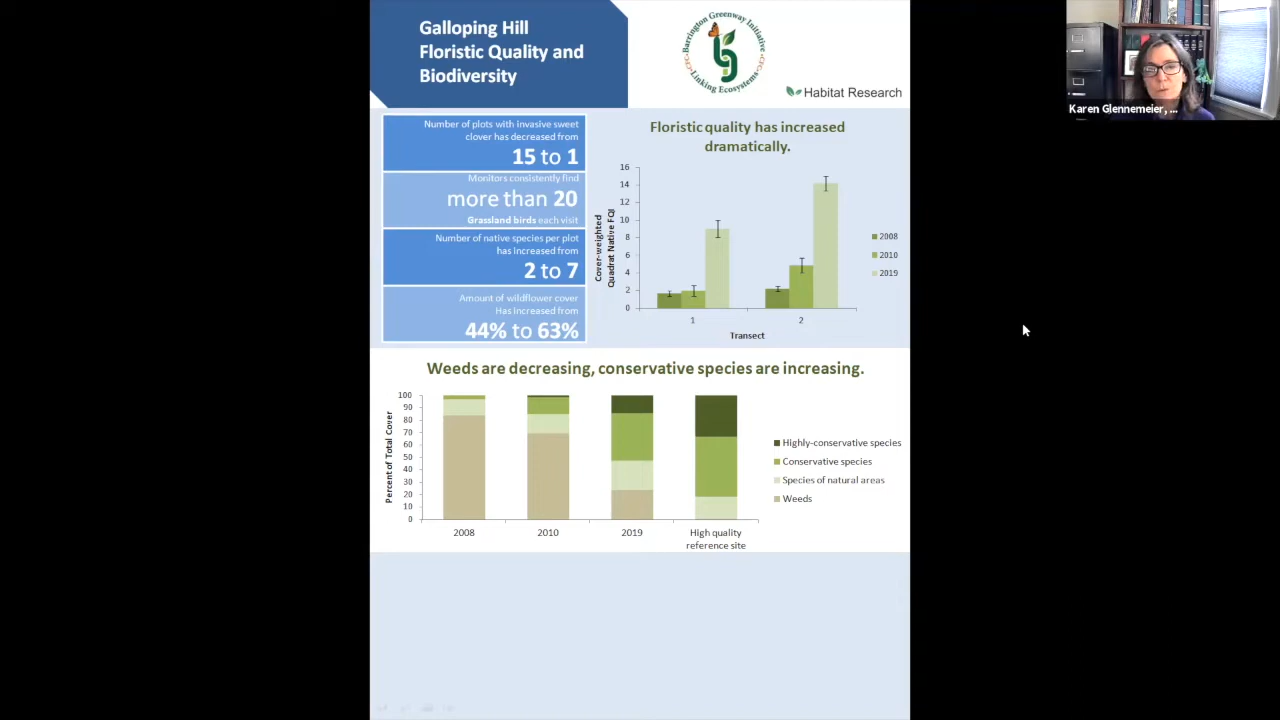 Galloping Hill
Floristic Quality and
Biodiversity
Barrington Greenway Initiative
Linking Ecosystems
Habitat Research
Karen Glennemeier, ...
Number of plots with invasive sweet
clover has decreased from
15 to 1
Monitors consistently find
more than 20
Grassland birds each visit
Number of native species per plot
has increased from
2 to 7
Amount of wildflower cover
Has increased from
44% to 63%
Floristic quality has increased
dramatically.
Cover-weighted
Quadrat Native FQI
16
14
12
10
8
6
4
2
0
1
2
Transect
2008
2010
2019
Weeds are decreasing, conservative species are increasing.
Percent of Total Cover
100
90
80
70
60
50
40
30
20
10
0
2008
2010
2019
High quality
reference site
Highly-conservative species
Conservative species
Species of natural areas
Weeds